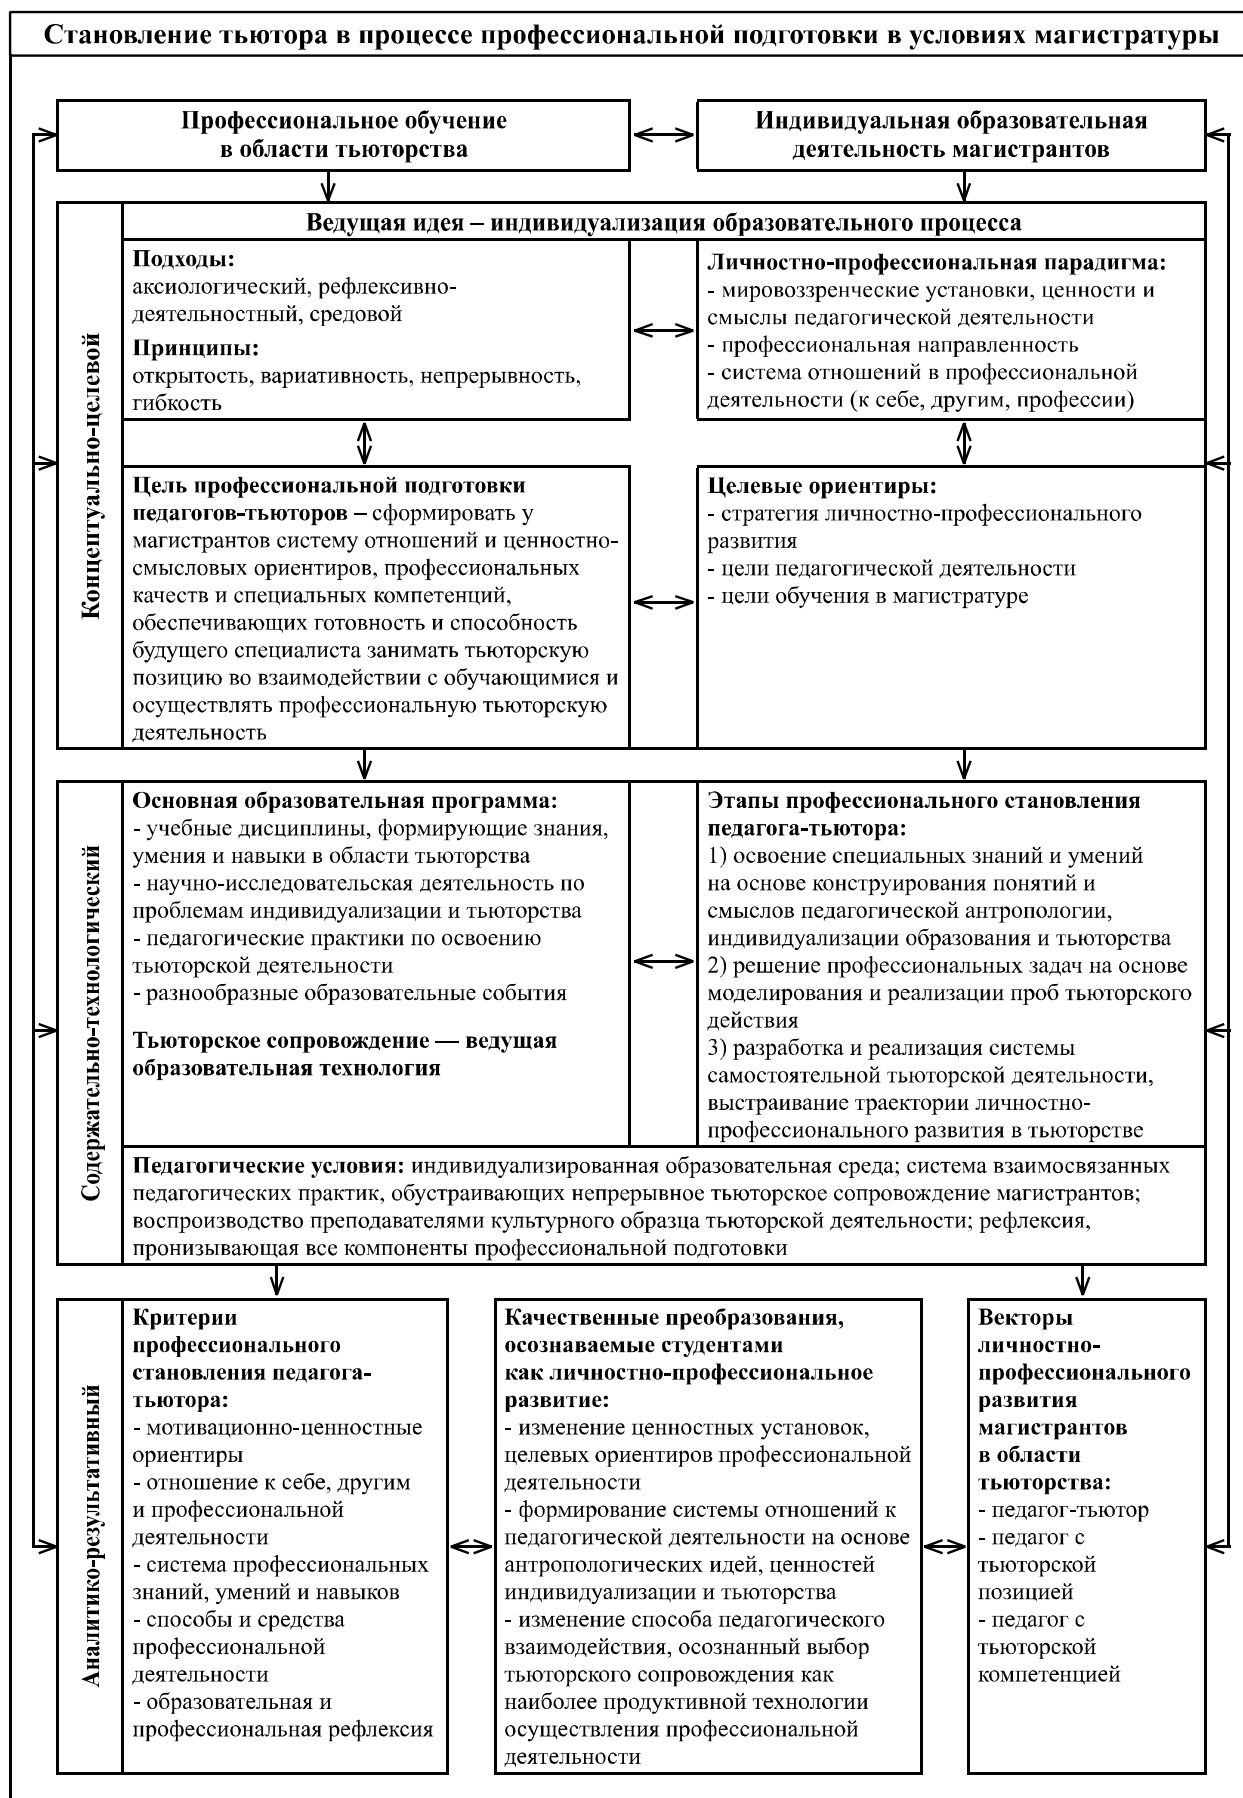 Становление тьютора в процессе профессиональной подготовки в условиях магистратуры
Профессиональное обучение
в области тьюторства
Индивидуальная образовательная
деятельность магистрантов
Концептуально-целевой
Ведущая идея – индивидуализация образовательного процесса
Подходы:
аксиологический, рефлексивно-
деятельностный, средовой
Принципы:
открытость, вариативность, непрерывность,
гибкость
Личностно-профессиональная парадигма:
- мировоззренческие установки, ценности и
смыслы педагогической деятельности
- профессиональная направленность
- система отношений в профессиональной
деятельности (к себе, другим, профессии)
Цель профессиональной подготовки
педагогов-тьюторов – сформировать у
магистрантов систему отношений и ценностно-
смысловых ориентиров, профессиональных
качеств и специальных компетенций,
обеспечивающих готовность и способность
будущего специалиста занимать тьюторскую
позицию во взаимодействии с обучающимися и
осуществлять профессиональную тьюторскую
деятельность
Целевые ориентиры:
- стратегия личностно-профессионального
развития
- цели педагогической деятельности
- цели обучения в магистратуре
Содержательно-технологический
Основная образовательная программа:
- учебные дисциплины, формирующие знания,
умения и навыки в области тьюторства
- научно-исследовательская деятельность по
проблемам индивидуализации и тьюторства
- педагогические практики по освоению
тьюторской деятельности
- разнообразные образовательные события
Тьюторское сопровождение — ведущая
образовательная технология
Этапы профессионального становления
педагога-тьютора:
1) освоение специальных знаний и умений
на основе конструирования понятий и
смыслов педагогической антропологии,
индивидуализации образования и тьюторства
2) решение профессиональных задач на основе
моделирования и реализации проб тьюторского
действия
3) разработка и реализация системы
самостоятельной тьюторской деятельности,
выстраивание траектории личностно-
профессионального развития в тьюторстве
Педагогические условия: индивидуализированная образовательная среда; система взаимосвязанных
педагогических практик, обустраивающих непрерывное тьюторское сопровождение магистрантов;
воспроизводство преподавателями культурного образца тьюторской деятельности; рефлексия,
пронизывающая все компоненты профессиональной подготовки
Аналитико-результативный
Критерии
профессионального
становления педагога-
тьютора:
- мотивационно-ценностные
ориентиры
- отношение к себе, другим
и профессиональной
деятельности
- система профессиональных
знаний, умений и навыков
- способы и средства
профессиональной
деятельности
- образовательная и
профессиональная рефлексия
Качественные преобразования,
осознаваемые студентами
как личностно-профессиональное
развитие:
- изменение ценностных установок,
целевых ориентиров профессиональной
деятельности
- формирование системы отношений к
педагогической деятельности на основе
антропологических идей, ценностей
индивидуализации и тьюторства
- изменение способа педагогического
взаимодействия, осознанный выбор
тьюторского сопровождения как
наиболее продуктивной технологии
осуществления профессиональной
деятельности
Векторы
личностно-
профессионального
развития
магистрантов
в области
тьюторства:
- педагог-тьютор
- педагог с
тьюторской
позицией
- педагог с
тьюторской
компетенцией